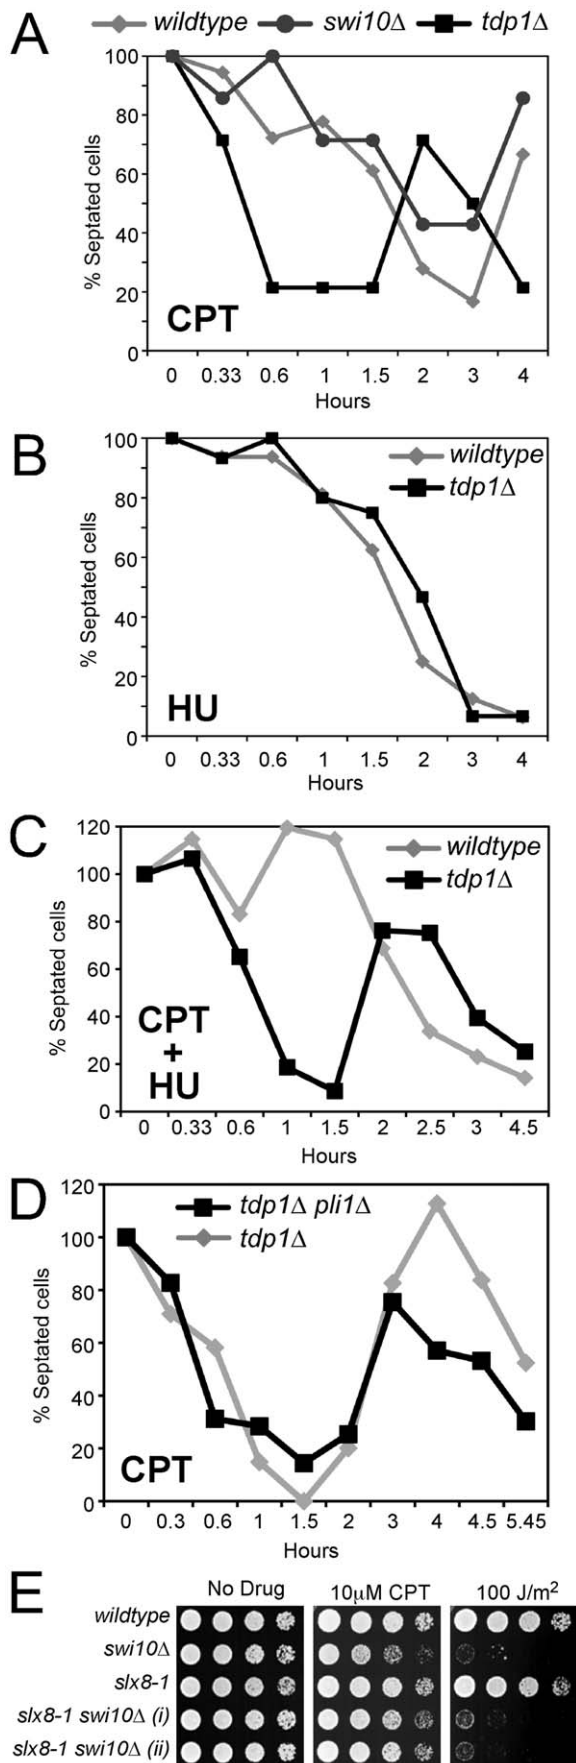 A
wildtype swi10Δ tdp1Δ
100
80
60
40
20
0
% Septated cells
CPT
0 0.33 0.6 1 1.5 2 3 4
Hours
B
wildtype
tdp1Δ
100
80
60
40
20
0
% Septated cells
HU
0 0.33 0.6 1 1.5 2 3 4
Hours
C
wildtype
tdp1Δ
120
100
80
60
40
20
0
% Septated cells
CPT
+
HU
0 0.33 0.6 1 1.5 2 2.5 3 4.5
Hours
D
tdp1Δ pli1Δ
tdp1Δ
120
100
80
60
40
20
0
% Septated cells
CPT
0 0.3 0.6 1 1.5 2 3 4 4.5 5.45
Hours
E
No Drug 10μM CPT 100 J/m²
wildtype
swi10Δ
slx8-1
slx8-1 swi10Δ (i)
slx8-1 swi10Δ (ii)